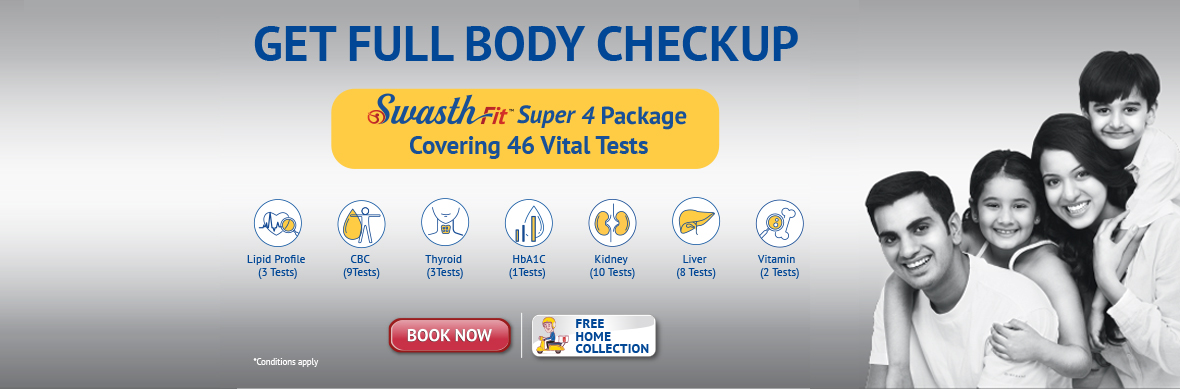 GET FULL BODY CHECKUP
SwasthFit™ Super 4 Package
Covering 46 Vital Tests
Lipid Profile
(3 Tests)
CBC
(9Tests)
Thyroid
(3Tests)
HbA1C
(1Tests)
Kidney
(10 Tests)
Liver
(8 Tests)
Vitamin
(2 Tests)
BOOK NOW
FREE
HOME
COLLECTION
*Conditions apply